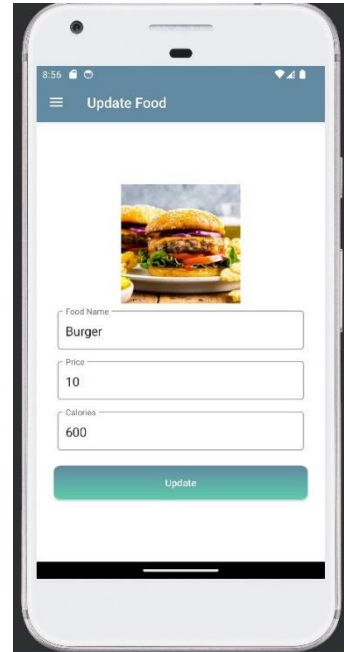 8:56
Update Food
Food Name
Burger
Price
10
Calories
600
Update